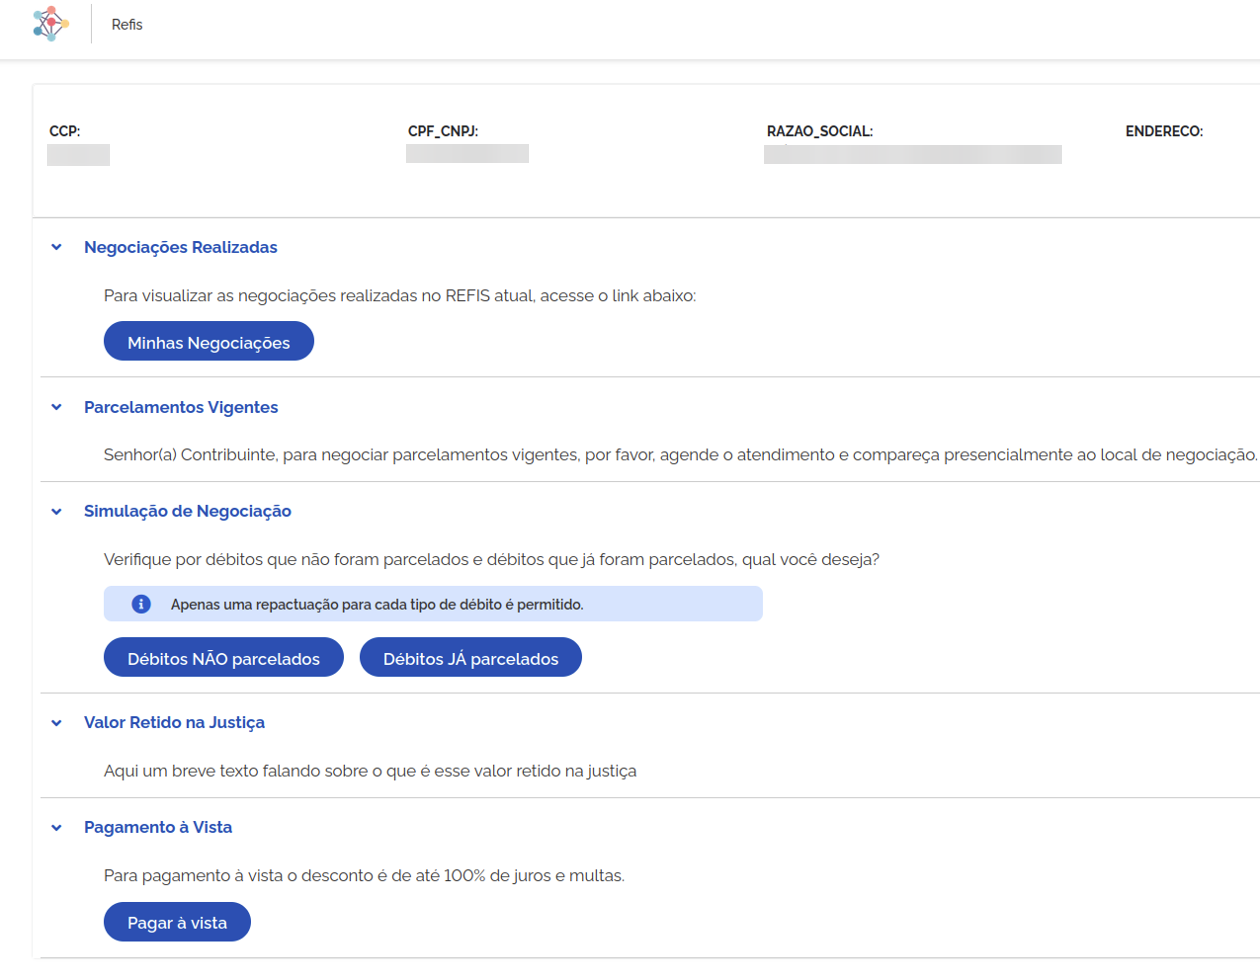 Refis
CCP:
CPF_CNPJ:
RAZAO_SOCIAL:
ENDERECO:
Negociações Realizadas
Para visualizar as negociações realizadas no REFIS atual, acesse o link abaixo:
Minhas Negociações
Parcelamentos Vigentes
Senhor(a) Contribuinte, para negociar parcelamentos vigentes, por favor, agende o atendimento e compareça presencialmente ao local de negociação.
Simulação de Negociação
Verifique por débitos que não foram parcelados e débitos que já foram parcelados, qual você deseja?
Apenas uma repactuação para cada tipo de débito é permitido.
Débitos NÃO parcelados
Débitos JÁ parcelados
Valor Retido na Justiça
Aqui um breve texto falando sobre o que é esse valor retido na justiça
Pagamento à Vista
Para pagamento à vista o desconto é de até 100% de juros e multas.
Pagar à vista